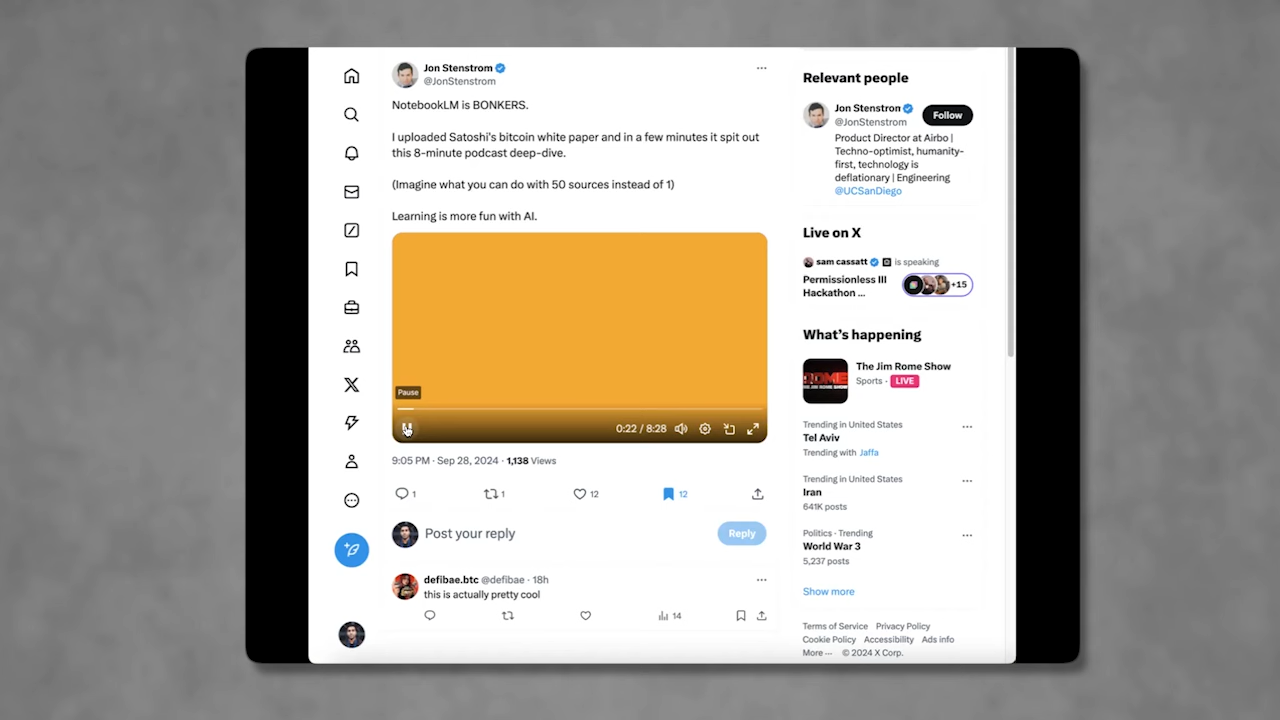 Jon Stenstrom
@JonStenstrom
NotebookLM is BONKERS.
I uploaded Satoshi's bitcoin white paper and in a few minutes it spit out
this 8-minute podcast deep-dive.
(Imagine what you can do with 50 sources instead of 1)
Learning is more fun with AI.
Pause
0:22 / 8:28
9:05 PM · Sep 28, 2024 · 1,138 Views
1
1
12
12
Post your reply
Reply
defibae.btc @defibae · 18h
this is actually pretty cool
14
Relevant people
Jon Stenstrom
@JonStenstrom
Follow
Product Director at Airbo |
Techno-optimist, humanity-
first, technology is
deflationary | Engineering
@UCSanDiego
Live on X
sam cassatt is speaking
Permissionless III
Hackathon ...
+15
What's happening
The Jim Rome Show
Sports · LIVE
ROME
Trending in United States
Tel Aviv
Trending with Jaffa
Trending in United States
Iran
641K posts
Politics · Trending
World War 3
5,237 posts
Show more
Terms of Service Privacy Policy
Cookie Policy Accessibility Ads info
More ··· © 2024 X Corp.